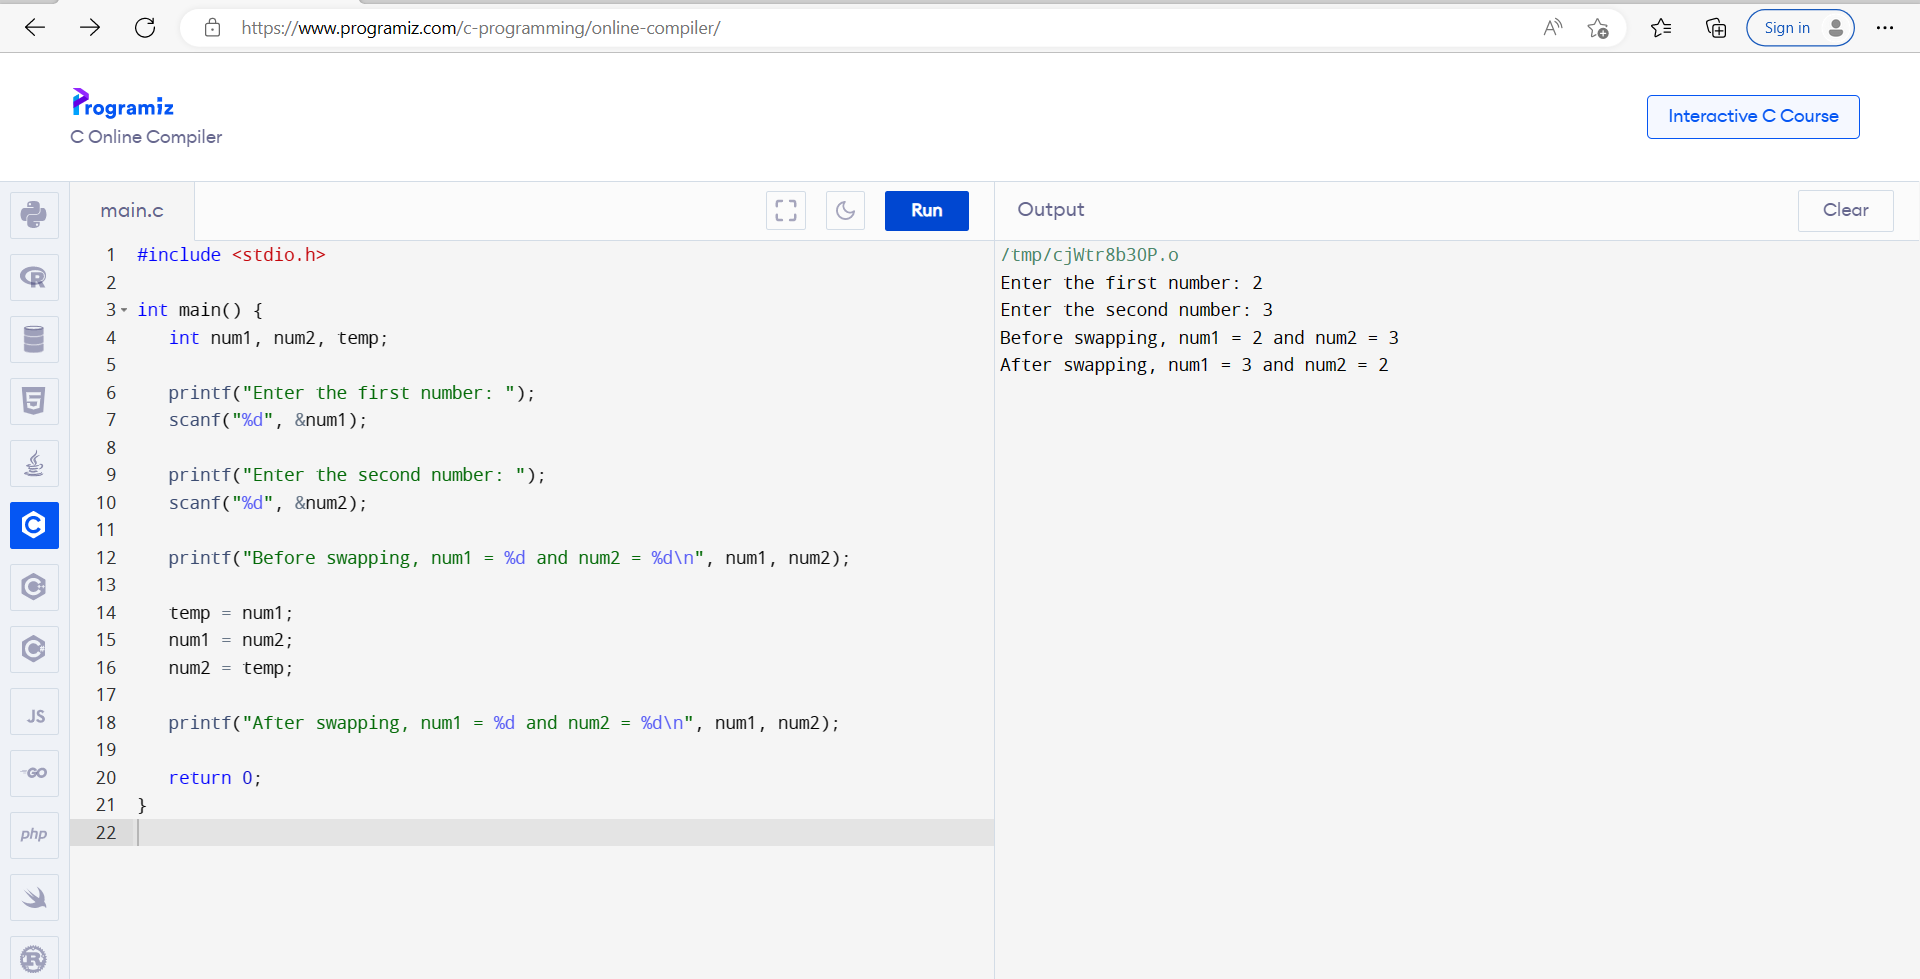 https://www.programiz.com/c-programming/online-compiler/
Sign in
Programiz
C Online Compiler
Interactive C Course
main.c
Run
Output
Clear
1 #include <stdio.h>
2
3 int main() {
4    int num1, num2, temp;
5
6    printf("Enter the first number: ");
7    scanf("%d", &num1);
8
9    printf("Enter the second number: ");
10    scanf("%d", &num2);
11
12    printf("Before swapping, num1 = %d and num2 = %d\n", num1, num2);
13
14    temp = num1;
15    num1 = num2;
16    num2 = temp;
17
18    printf("After swapping, num1 = %d and num2 = %d\n", num1, num2);
19
20    return 0;
21 }
22
/tmp/cjWtr8b3OP.o
Enter the first number: 2
Enter the second number: 3
Before swapping, num1 = 2 and num2 = 3
After swapping, num1 = 3 and num2 = 2
R
5
C
C
C
JS
GO
php
R